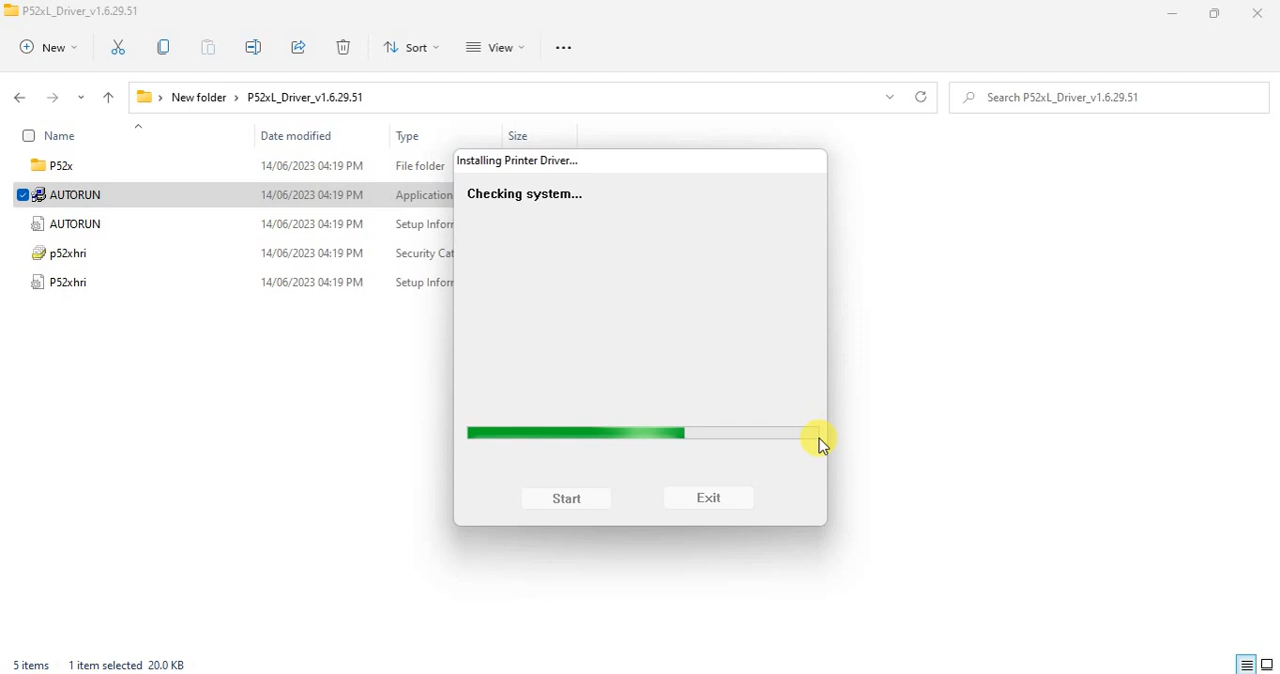 P52xL_Driver_v1.6.29.51
New Sort View
New folder P52xL_Driver_v1.6.29.51 Search P52xL_Driver_v1.6.29.51
Name Date modified Type Size
P52x 14/06/2023 04:19 PM File folder
AUTORUN 14/06/2023 04:19 PM Application
AUTORUN 14/06/2023 04:19 PM Setup Inforr
p52xhri 14/06/2023 04:19 PM Security Cat
P52xhri 14/06/2023 04:19 PM Setup Inforr
Installing Printer Driver...
Checking system...
Start Exit
5 items 1 item selected 20.0 KB